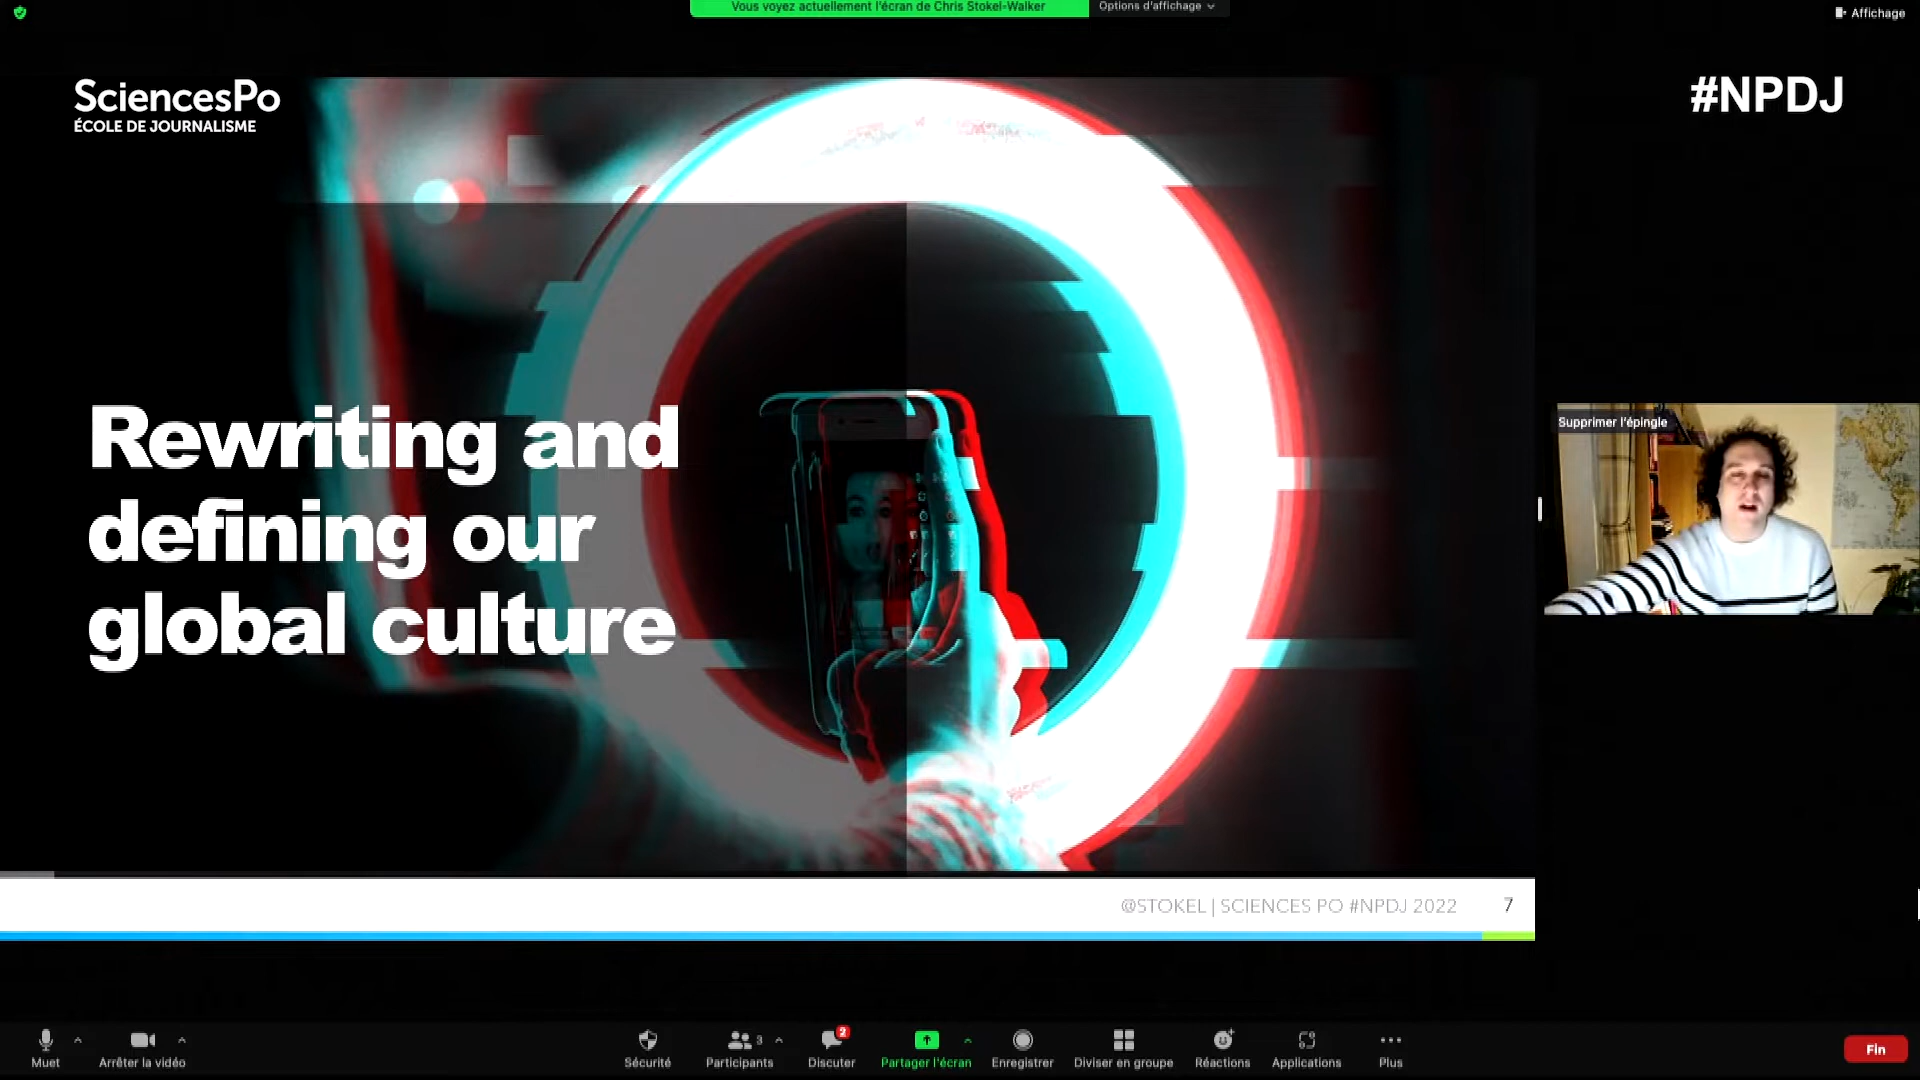 Vous voyez actuellement l'écran de Chris Stokel-Walker
Options d'affichage
Affichage
SciencesPo
ÉCOLE DE JOURNALISME
#NPDJ
Rewriting and
defining our
global culture
Supprimer l'épingle
@STOKEL | SCIENCES PO #NPDJ 2022
7
Muet
Arrêter la vidéo
Sécurité
3
Participants
2
Discuter
Partager l'écran
Enregistrer
Diviser en groupe
Réactions
Applications
Plus
Fin